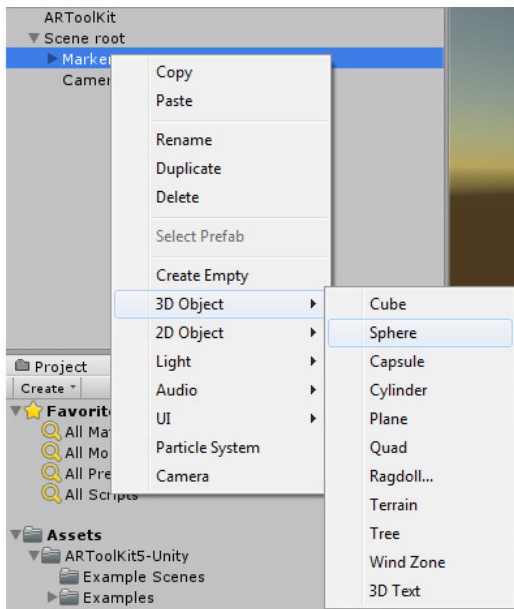 ARToolKit
Scene root
Marke
Camer
Copy
Paste
Rename
Duplicate
Delete
Select Prefab
Create Empty
3D Object
2D Object
Light
Audio
UI
Particle System
Camera
Cube
Sphere
Capsule
Cylinder
Plane
Quad
Ragdoll...
Terrain
Tree
Wind Zone
3D Text
Project
Create
Favorit
All Ma
All Mo
All Pre
All Scripts
Assets
ARToolKit5-Unity
Example Scenes
Examples